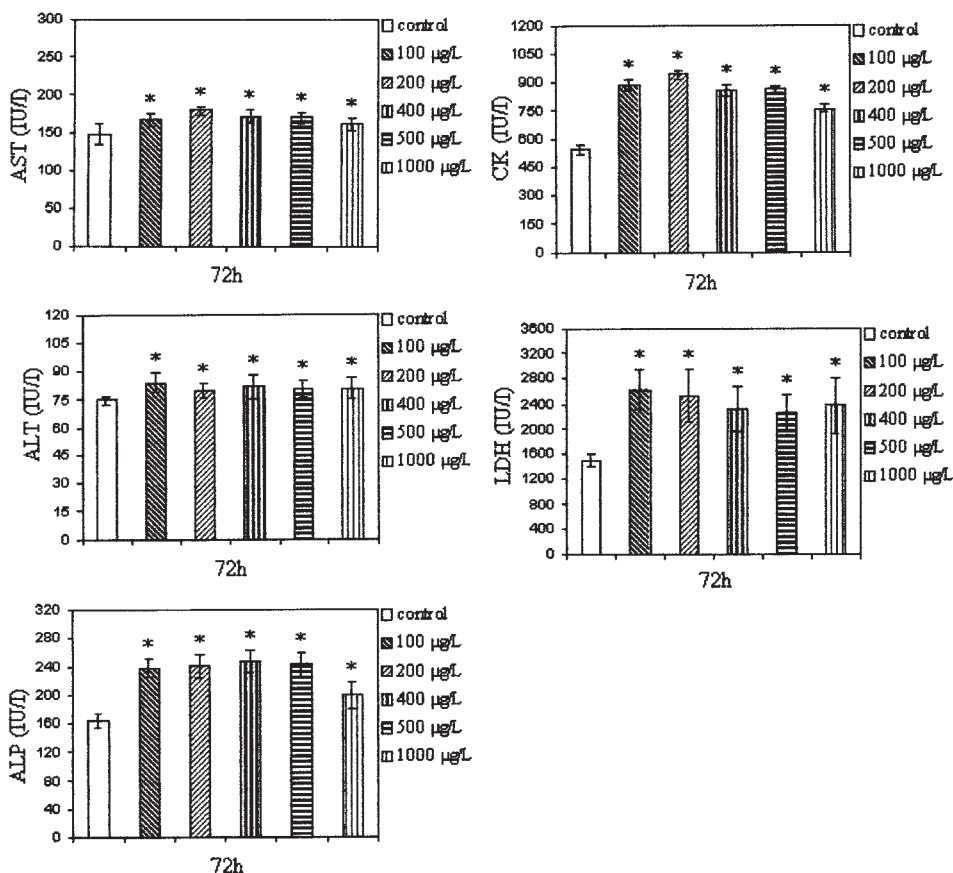 AST (IU/I)
300
250
200
150
100
50
0
* * * * *
72h
control
100 µg/L
200 µg/L
400 µg/L
500 µg/L
1000 µg/L
CK (IU/I)
1200
1050
900
750
600
450
300
150
0
* * * * *
72h
control
100 µg/L
200 µg/L
400 µg/L
500 µg/L
1000 µg/L
ALT (IU/I)
120
105
90
75
60
45
30
15
0
* * * * *
72h
control
100 µg/L
200 µg/L
400 µg/L
500 µg/L
1000 µg/L
LDH (IU/I)
3600
3200
2800
2400
2000
1600
1200
800
400
0
* * * * *
72h
control
100 µg/L
200 µg/L
400 µg/L
500 µg/L
1000 µg/L
ALP (IU/I)
320
280
240
200
160
120
80
40
0
* * * * *
72h
control
100 µg/L
200 µg/L
400 µg/L
500 µg/L
1000 µg/L